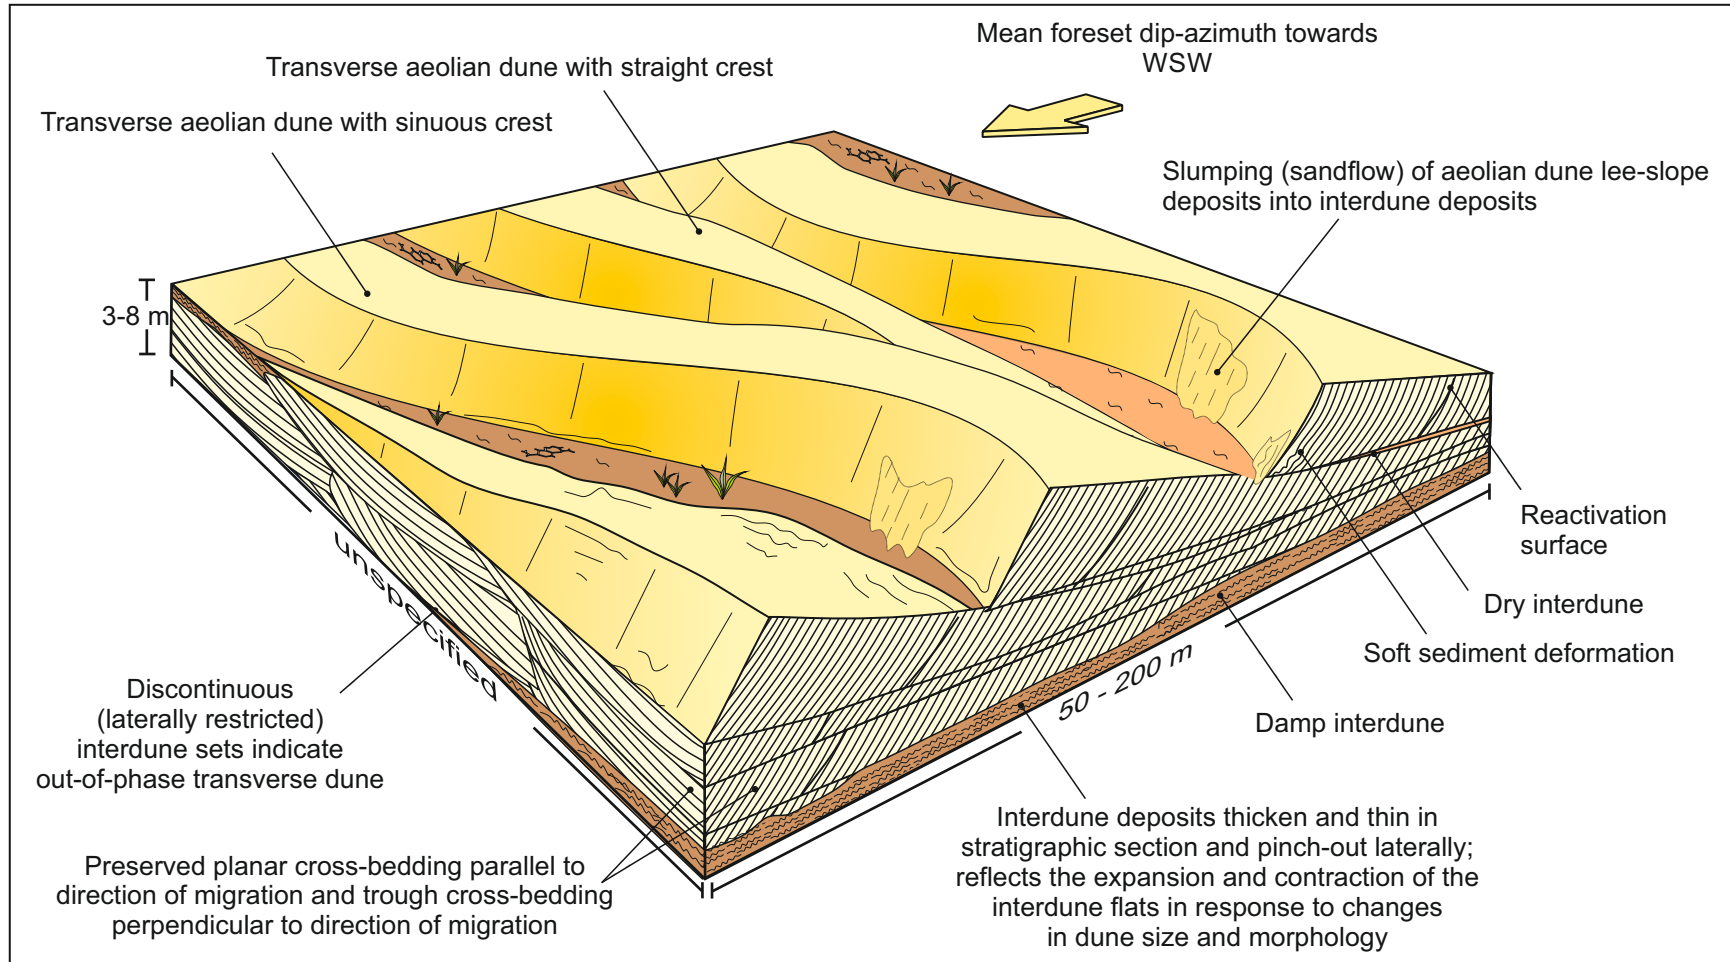 Mean foreset dip-azimuth towards
WSW
Transverse aeolian dune with straight crest
Transverse aeolian dune with sinuous crest
Slumping (sandflow) of aeolian dune lee-slope
deposits into interdune deposits
3-8 m
Reactivation
surface
Dry interdune
Soft sediment deformation
Damp interdune
50 - 200 m
unspecified
Discontinuous
(laterally restricted)
interdune sets indicate
out-of-phase transverse dune
Preserved planar cross-bedding parallel to
direction of migration and trough cross-bedding
perpendicular to direction of migration
Interdune deposits thicken and thin in
stratigraphic section and pinch-out laterally;
reflects the expansion and contraction of the
interdune flats in response to changes
in dune size and morphology